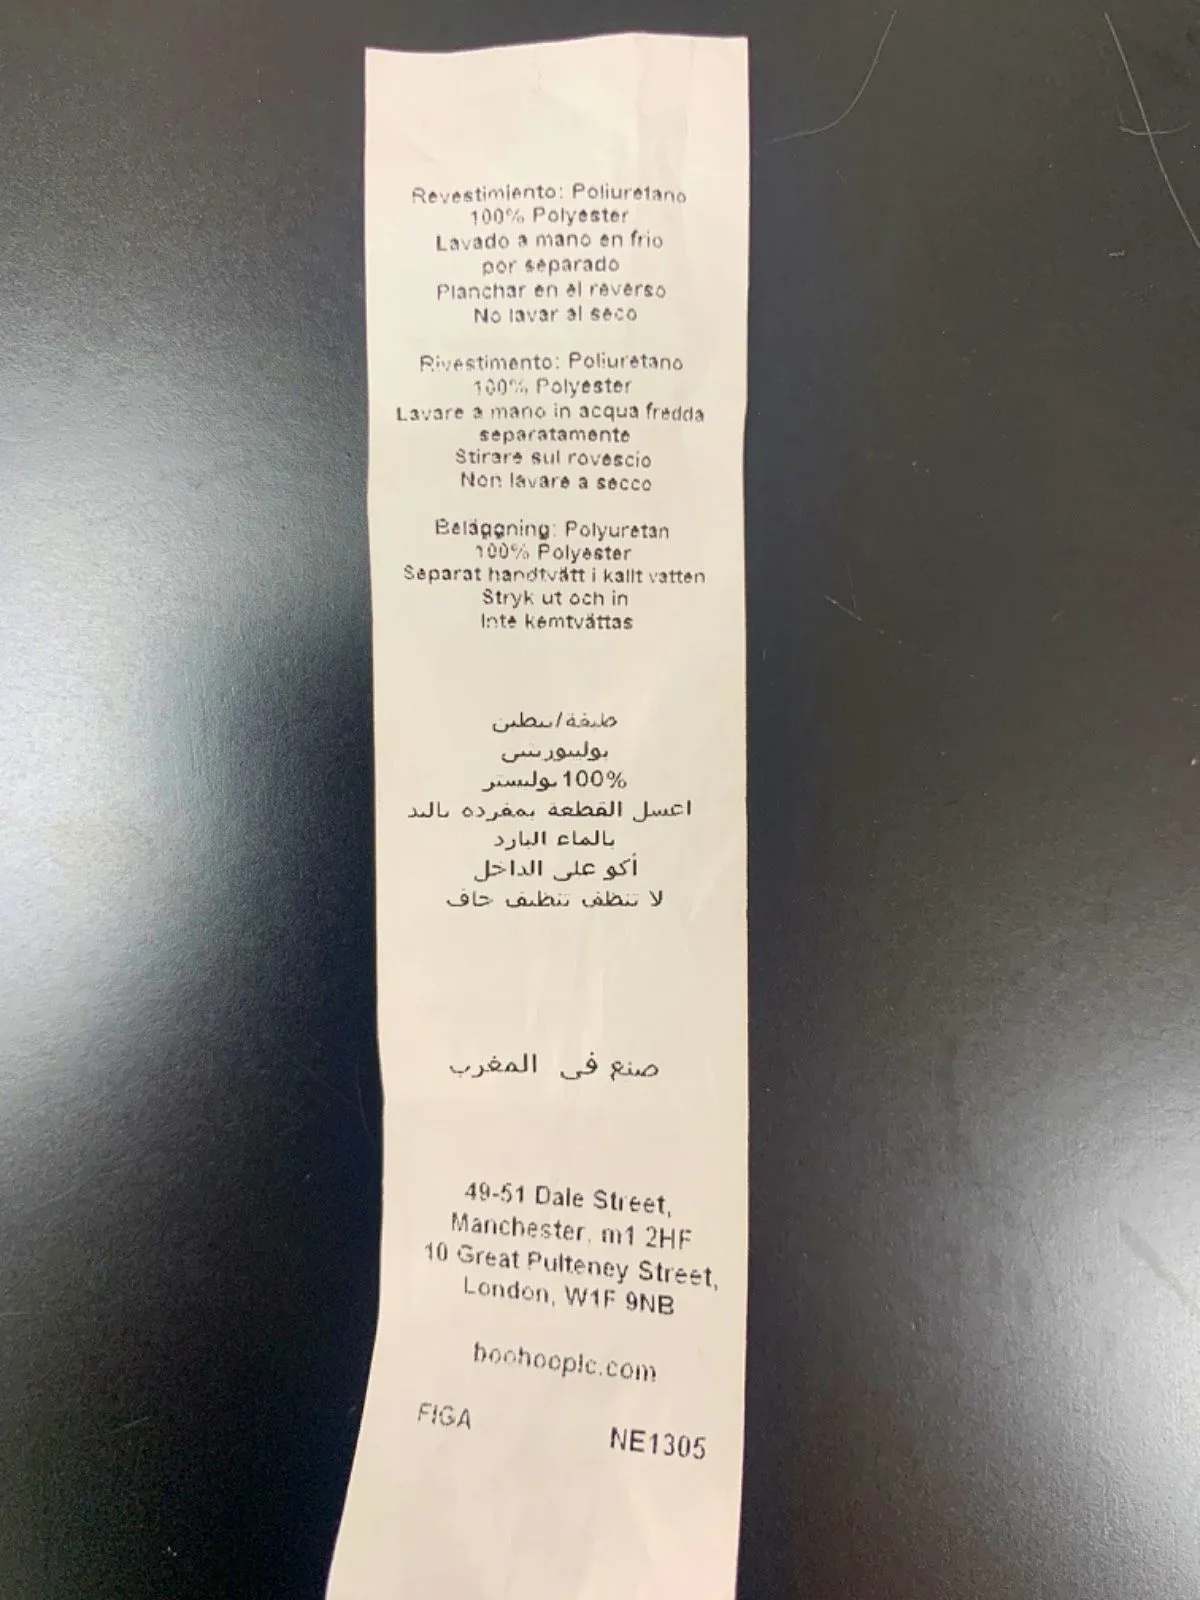 Revestimiento: Poliuretano
100% Polyester
Lavado a mano en frio
por separado
Planchar en el reverso
No lavar al seco
Rivestimento: Poliuretano
100% Polyester
Lavare a mano in acqua fredda
separatamente
Stirare sul rovescio
Non lavare a secco
Beläggning: Polyuretan
100% Polyester
Separat handtvätt i kallt vatten
Stryk ut och in
Inte kemtvättas
طبقة/تبطين
بوليبوريثين
100% بوليستر
اغسل القطعة بمفرده باليد
بالماء البارد
أكو على الداخل
لا تنظف تنظيف جاف
صنع في المغرب
49-51 Dale Street,
Manchester, m1 2HF
10 Great Pulteney Street,
London, W1F 9NB
boohooplc.com
FIGA
NE1305